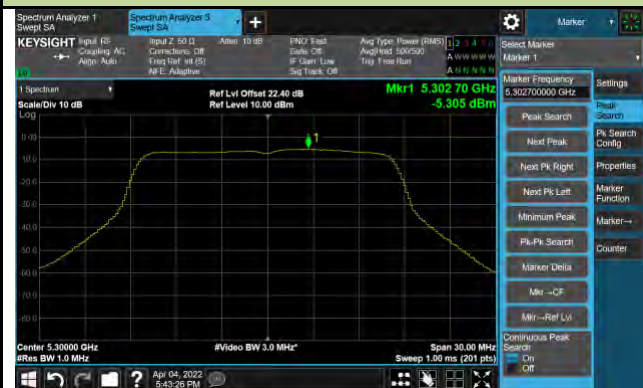 Spectrum Analyzer 1
Swept SA
Spectrum Analyzer 3
Swept SA
+
Marker
KEYSIGHT
Input: RF
Coupling: AC
Align: Auto
Input Z: 50 Ω
Corrections: Off
Freq Ref: Int (S)
NFE: Adaptive
Atten: 10 dB
PNO: Fast
Gate: Off
IF Gain: Low
Sig Track: Off
Avg Type: Power (RMS)
Avg|Hold: 500/500
Trig: Free Run
1 2 3 4 5 6
A W W W W W
A N N N N N
Select Marker
Marker 1
1 Spectrum
Scale/Div 10 dB
Log
Ref Lvl Offset 22.40 dB
Ref Level 10.00 dBm
Mkr1 5.302 70 GHz
-5.305 dBm
1
0.00
-10.0
-20.0
-30.0
-40.0
-50.0
-60.0
-70.0
-80.0
Center 5.30000 GHz
#Res BW 1.0 MHz
#Video BW 3.0 MHz*
Span 30.00 MHz
Sweep 1.00 ms (201 pts)
Marker Frequency
5.302700000 GHz
Peak Search
Next Peak
Next Pk Right
Next Pk Left
Minimum Peak
Pk-Pk Search
Marker Delta
Mkr→CF
Mkr→Ref Lvl
Continuous Peak
Search
On
Off
Settings
Peak
Search
Pk Search
Config
Properties
Marker
Function
Marker→
Counter
?
Apr 04, 2022
5:43:26 PM